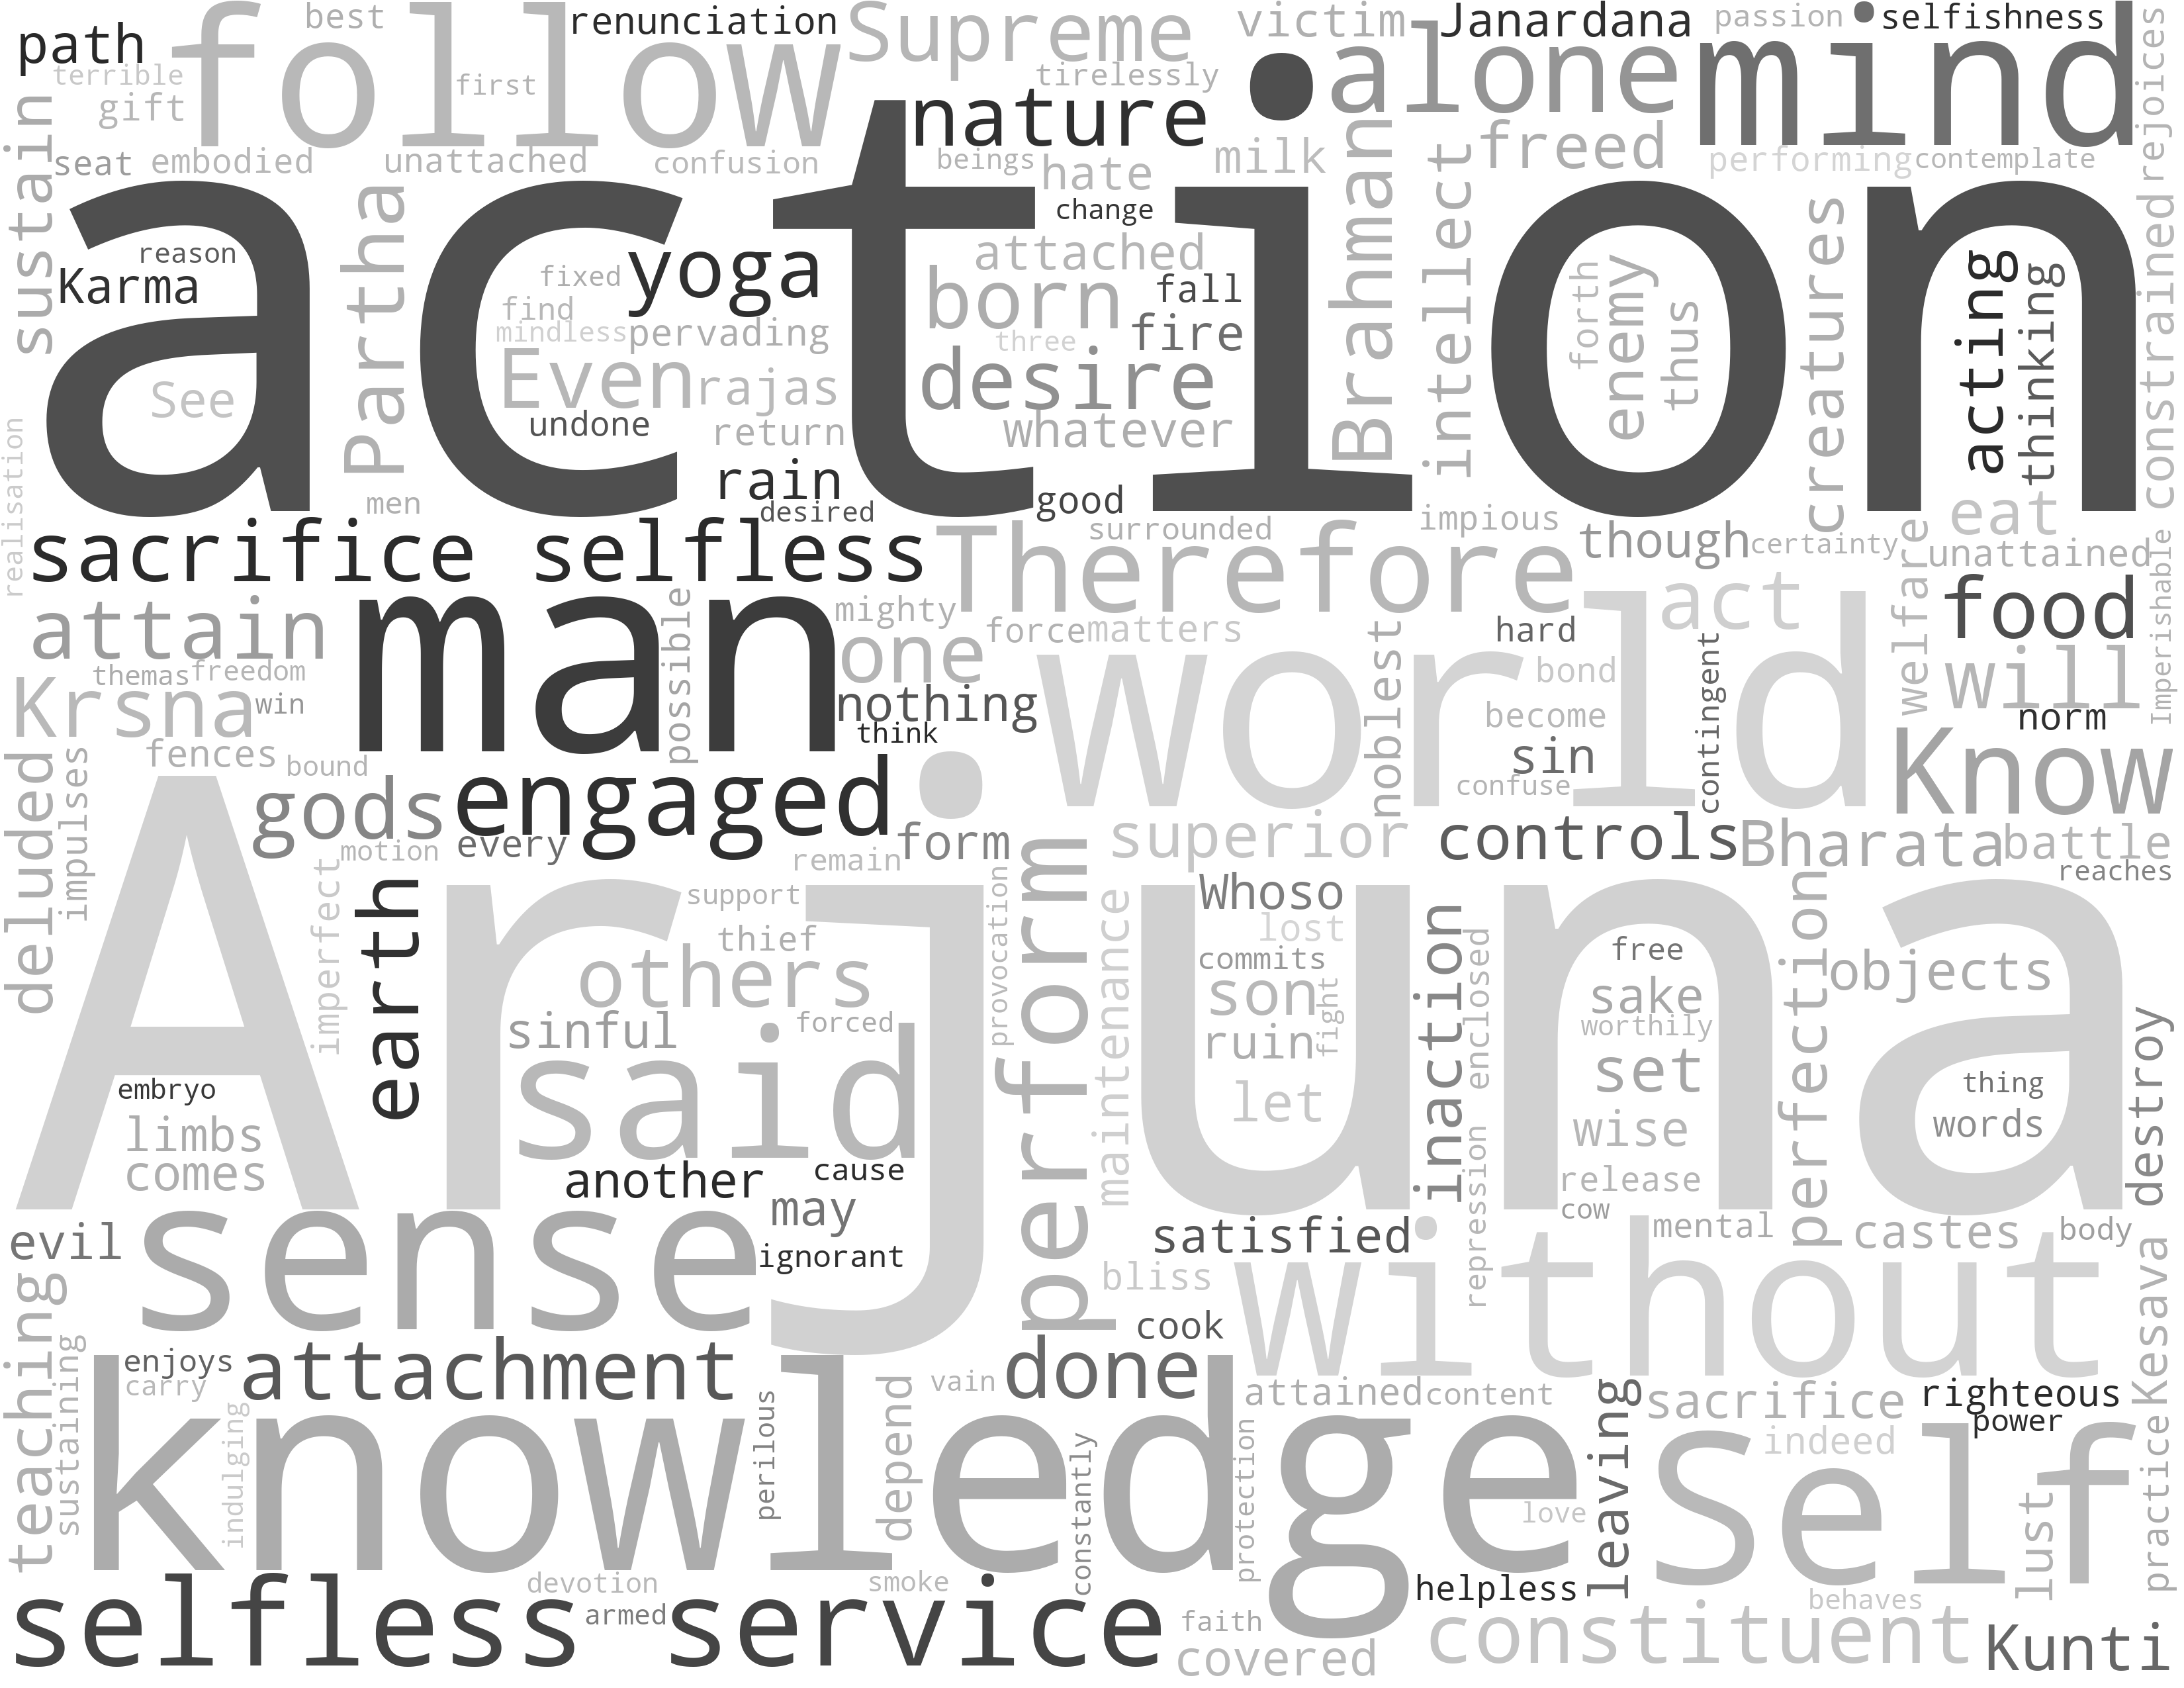 path
best
renunciation
Supreme
victim
Janardana
passion
selfishness
follow
terrible
gift
first
tirelessly
nature
alone
mind
rejoices
sustain
seat
embodied
unattached
confusion
beings
hate
milk
freed
performing
contemplate
action
change
Partha
Brahman
intellect
creatures
constrained
reason
Karma
yoga
attached
fixed
find
born
fall
forth
enemy
thus
acting
thinking
mindless
pervading
three
fire
Even
rajas
desire
See
undone
return
whatever
rain
men
desired
good
realisation
sacrifice selfless
Therefore
surrounded
impious
though
certainty
eat
unattained
attain
man
possible
mighty
one
force
matters
hard
act
welfare
food
Imperishable
themas
freedom
Krsna
win
nothing
think
world
noblest
bond
become
sin
confuse
contingent
will
norm
Know
fences
bound
deluded
impulses
gods
engaged
motion
every
remain
form
superior
controls
Bharata
battle
reaches
Arjuna
imperfect
earth
support
thief
others
provocation
perform
maintenance
Whoso
lost
commits
son
fight
ruin
let
inaction
enclosed
free
sake
worthily
set
wise
perfection
objects
sinful
forced
said
embryo
limbs
comes
another
cause
may
ignorant
release
cow
repression
thing
words
destroy
evil
sense
satisfied
bliss
cook
mental
castes
body
without
teaching
sustaining
enjoys
carry
attachment
indulging
knowledge
perilous
depend
vain
done
constantly
attained
content
protection
leaving
sacrifice
righteous
power
indeed
Self
love
lust
Kesava
practice
selfless service
devotion
armed
smoke
faith
covered
helpless
behaves
constituent
Kunti